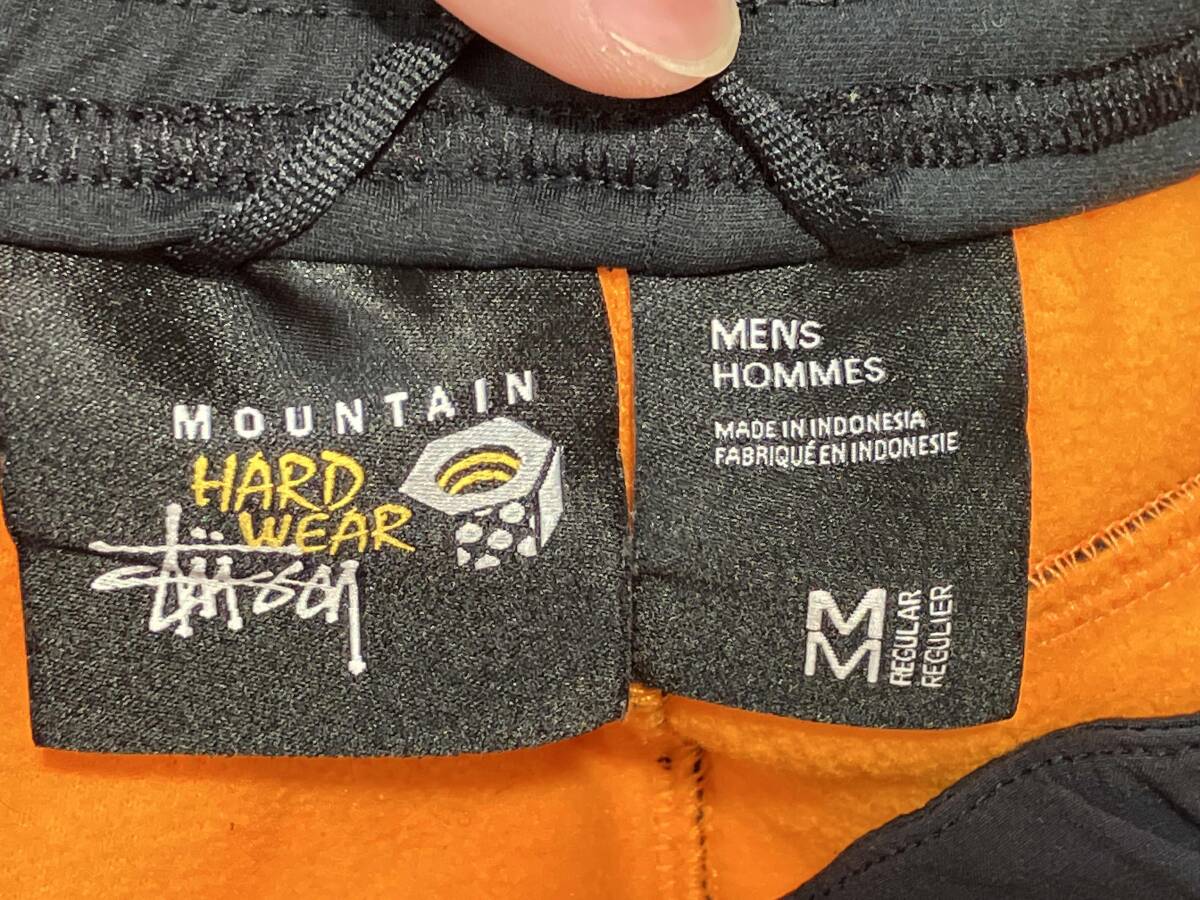 MOUNTAIN
HARD
WEAR
Stüssy
MENS
HOMMES
MADE IN INDONESIA
FABRIQUÉ EN INDONESIE
M
M
REGULAR
REGULIER